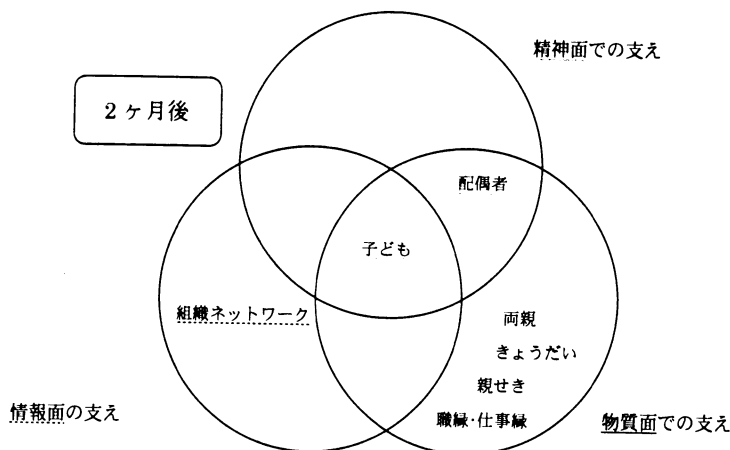 精神面での支え
2ヶ月後
配偶者
子ども
組織ネットワーク
両親
きょうだい
親せき
職縁・仕事縁
情報面の支え
物質面での支え